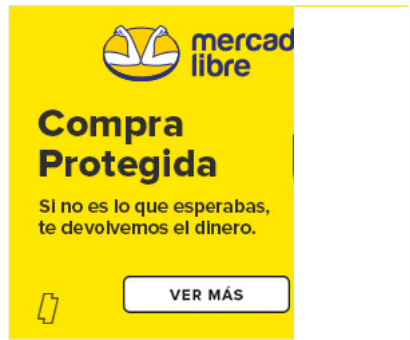 mercad
libre
Compra
Protegida
Si no es lo que esperabas,
te devolvemos el dinero.
VER MÁS